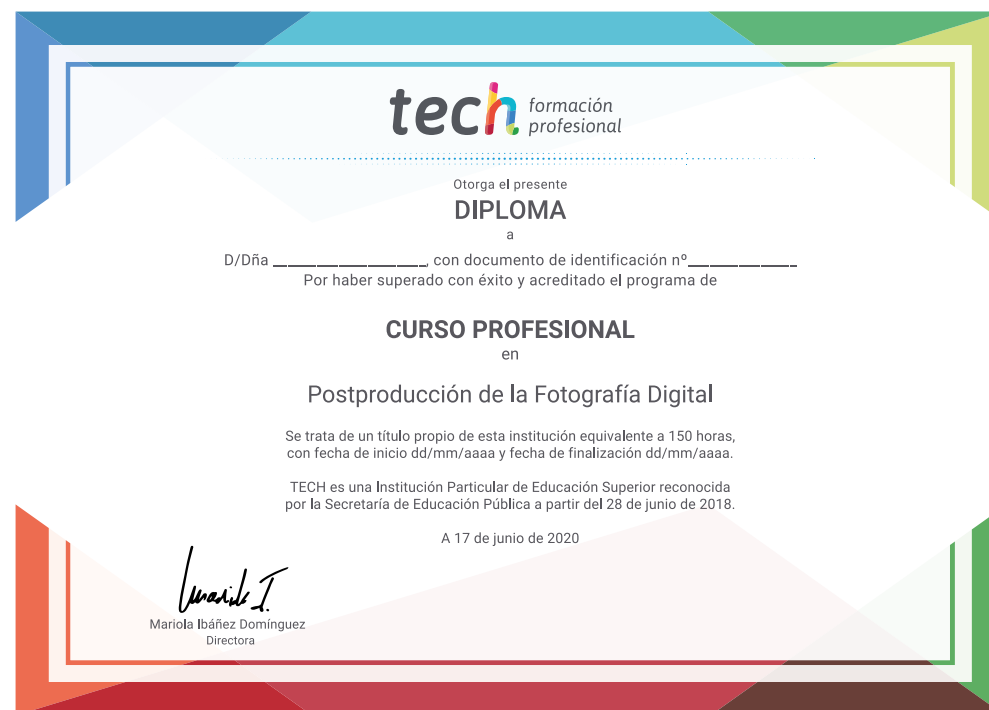 tech formación
profesional
Otorga el presente
DIPLOMA
a
D/Dña ____________________, con documento de identificación nº______________
Por haber superado con éxito y acreditado el programa de
CURSO PROFESIONAL
en
Postproducción de la Fotografía Digital
Se trata de un título propio de esta institución equivalente a 150 horas,
con fecha de inicio dd/mm/aaaa y fecha de finalización dd/mm/aaaa.
TECH es una Institución Particular de Educación Superior reconocida
por la Secretaría de Educación Pública a partir del 28 de junio de 2018.
A 17 de junio de 2020
Mariola Ibáñez Domínguez
Directora